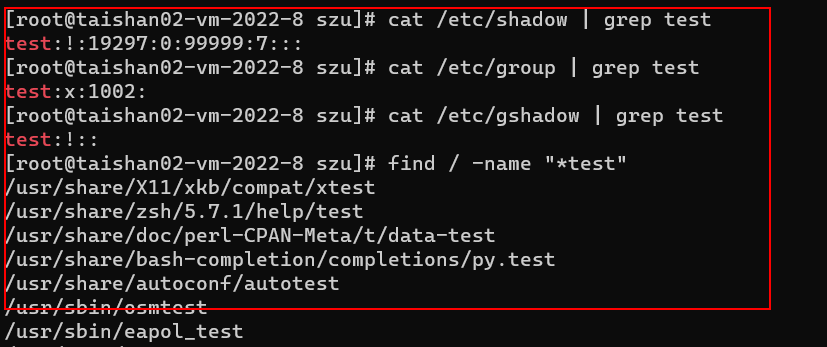 [root@taishan02-vm-2022-8 szu]# cat /etc/shadow | grep test
test:!:19297:0:99999:7:::
[root@taishan02-vm-2022-8 szu]# cat /etc/group | grep test
test:x:1002:
[root@taishan02-vm-2022-8 szu]# cat /etc/gshadow | grep test
test:!::
[root@taishan02-vm-2022-8 szu]# find / -name "*test"
/usr/share/X11/xkb/compat/xtest
/usr/share/zsh/5.7.1/help/test
/usr/share/doc/perl-CPAN-Meta/t/data-test
/usr/share/bash-completion/completions/py.test
/usr/share/autoconf/autotest
/usr/sbin/osmtest
/usr/sbin/eapol_test